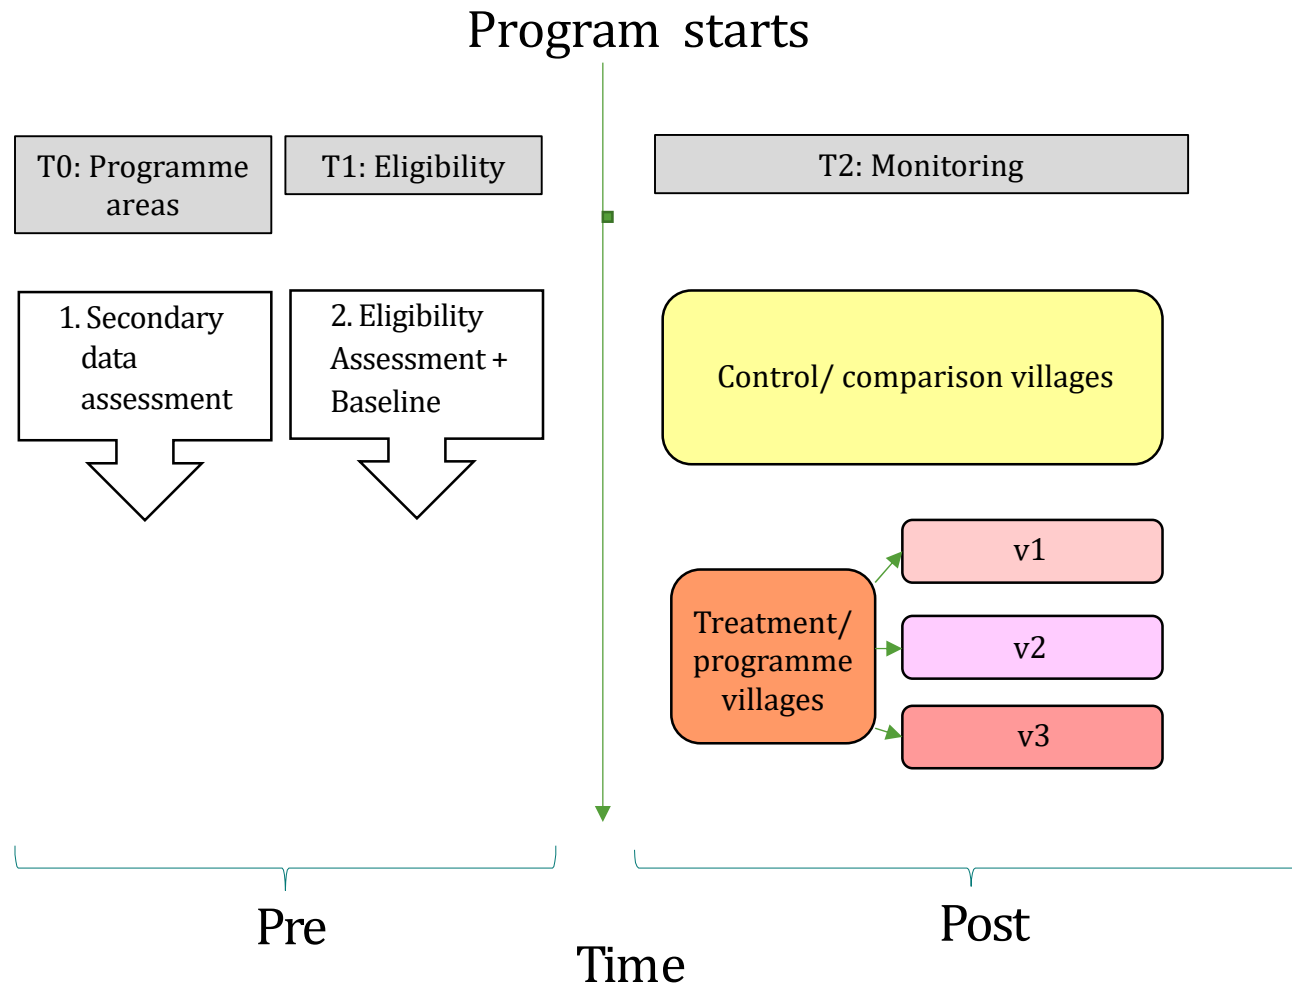 Program starts
T0: Programme
areas
T1: Eligibility
T2: Monitoring
1. Secondary
data
assessment
2. Eligibility
Assessment +
Baseline
Control/ comparison villages
Treatment/
programme
villages
v1
v2
v3
Pre
Post
Time